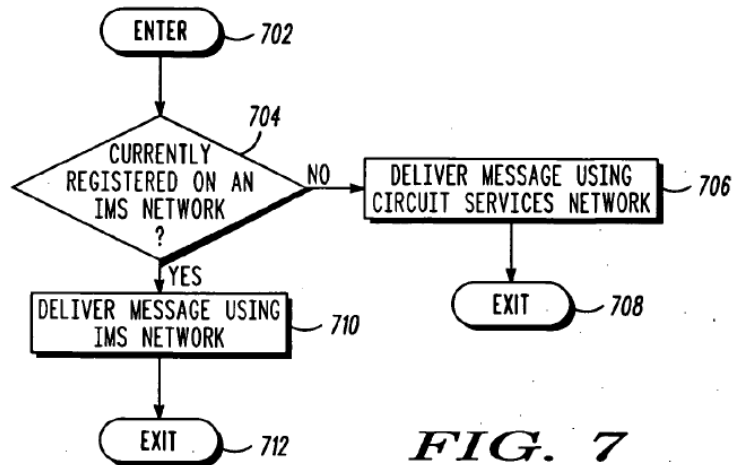 ENTER
702
704
CURRENTLY
REGISTERED ON AN
IMS NETWORK
?
NO
DELIVER MESSAGE USING
CIRCUIT SERVICES NETWORK
706
YES
EXIT
708
DELIVER MESSAGE USING
IMS NETWORK
710
EXIT
712
FIG. 7